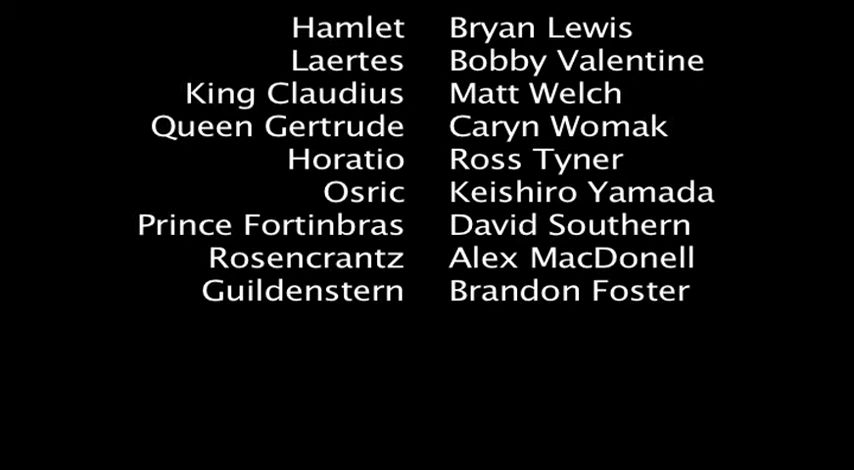 Hamlet Bryan Lewis
Laertes Bobby Valentine
King Claudius Matt Welch
Queen Gertrude Caryn Womak
Horatio Ross Tyner
Osric Keishiro Yamada
Prince Fortinbras David Southern
Rosencrantz Alex MacDonell
Guildenstern Brandon Foster